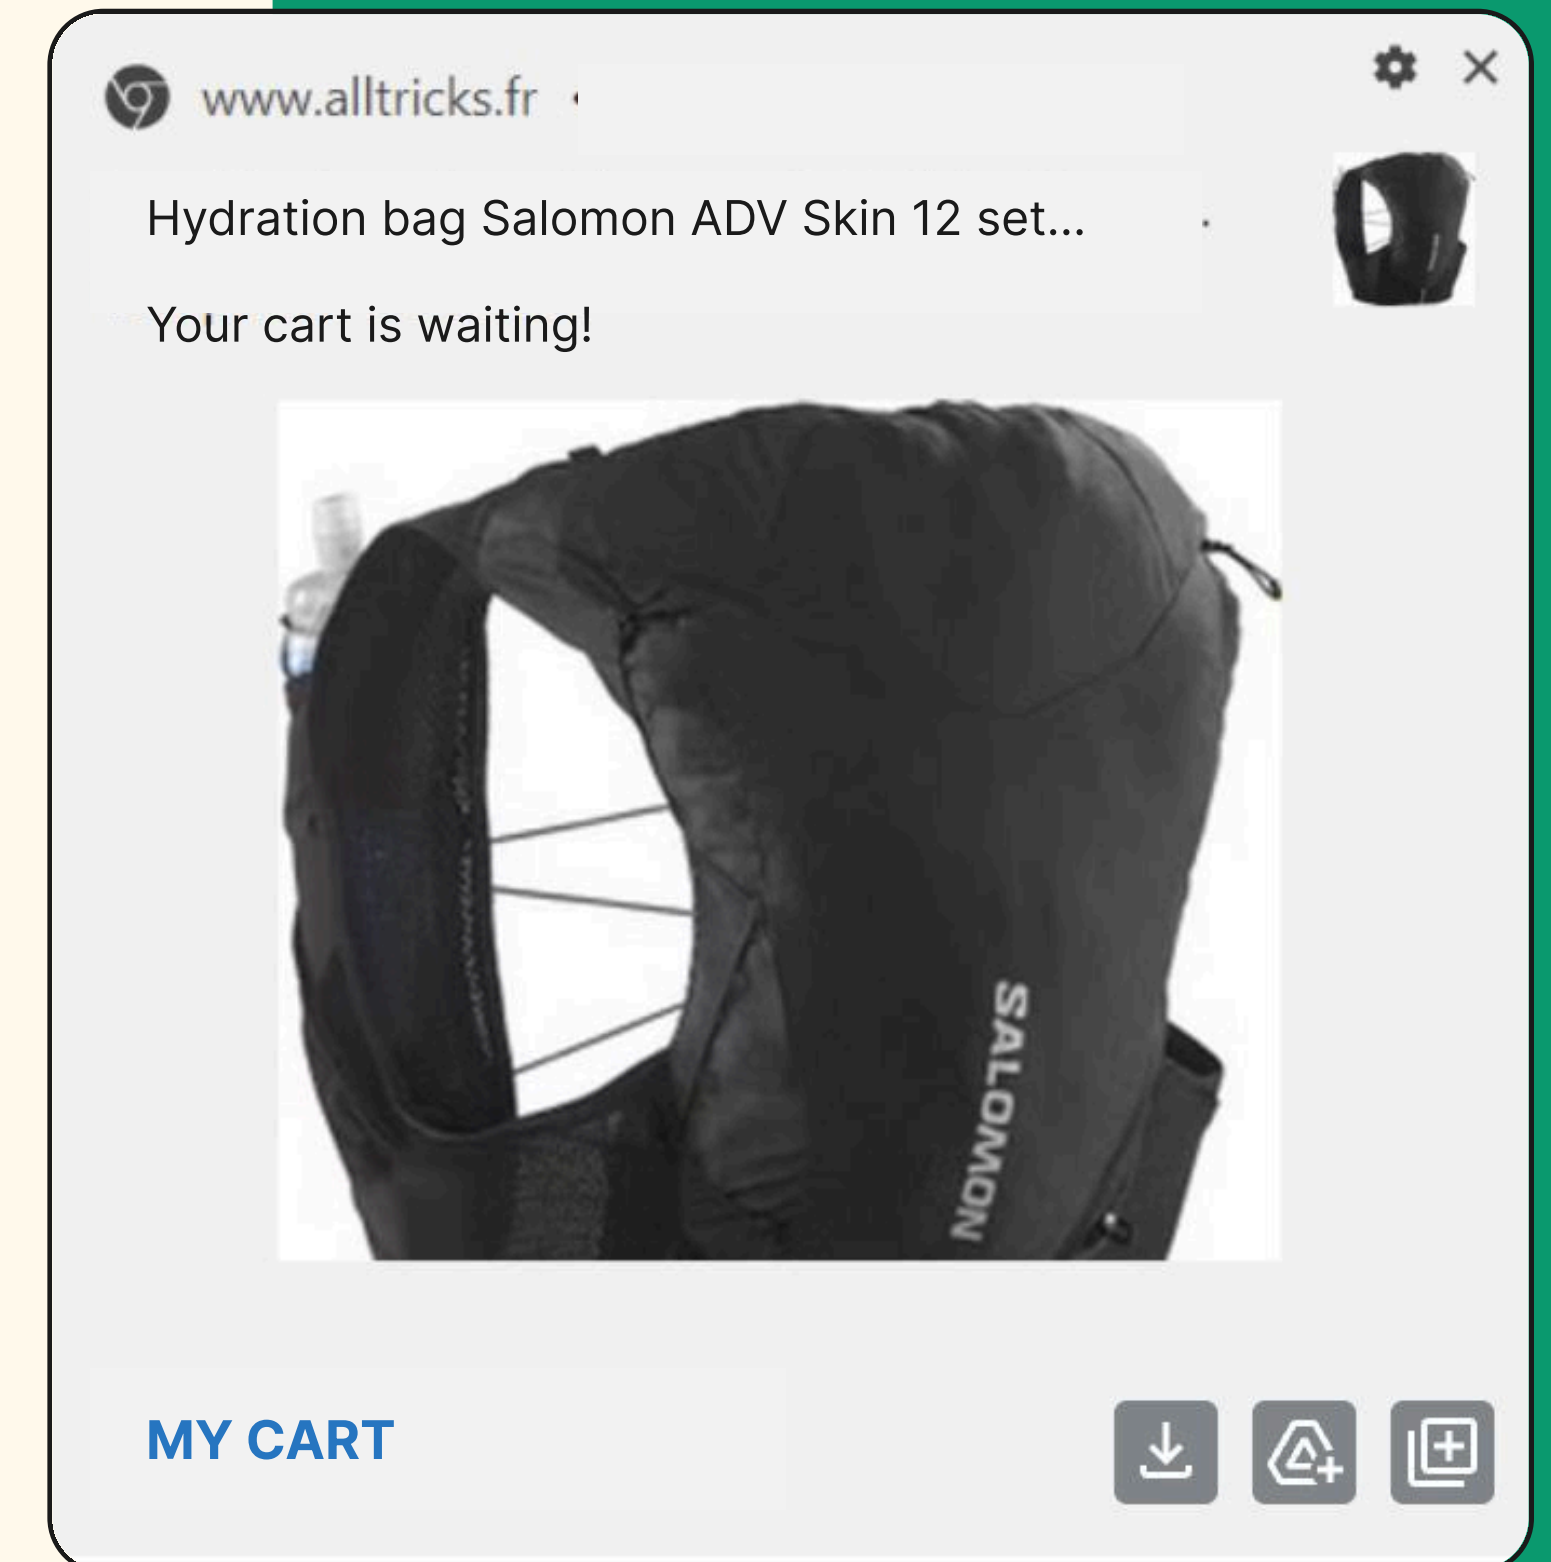 www.alltricks.fr
Hydration bag Salomon ADV Skin 12 set...
Your cart is waiting!
SALOMON
MY CART